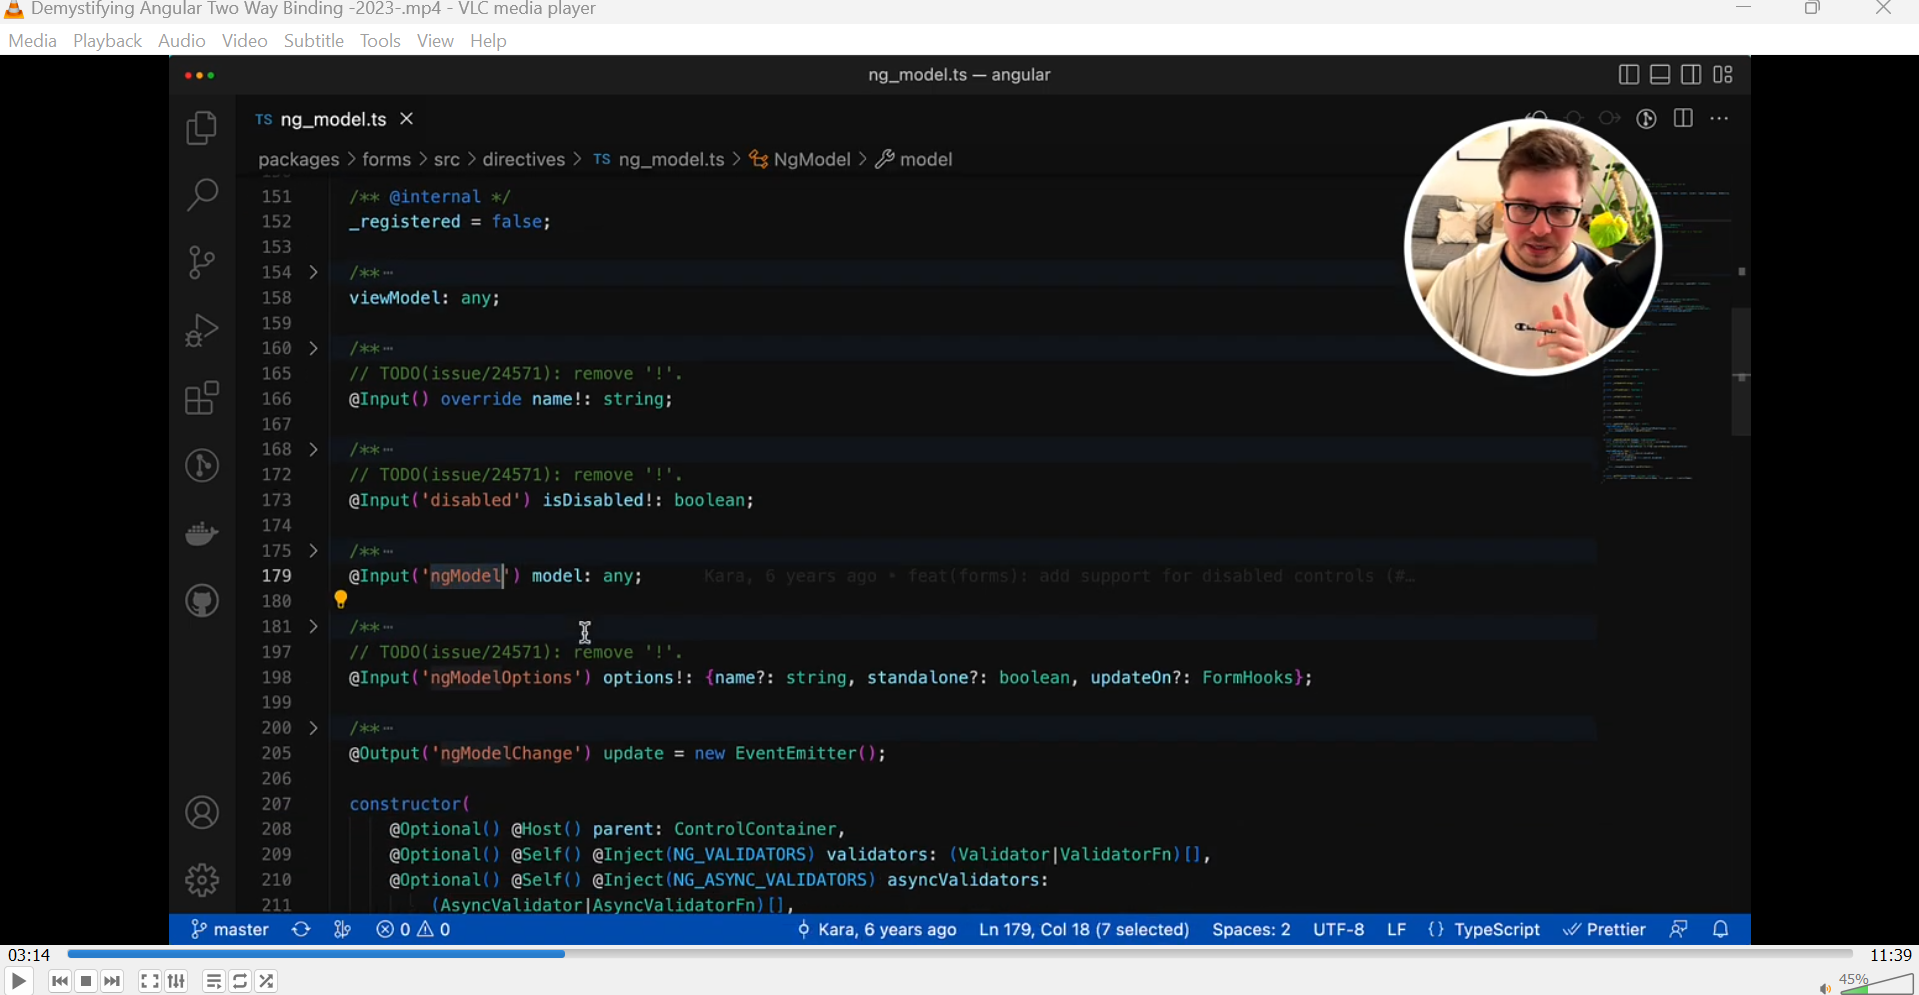 Demystifying Angular Two Way Binding -2023-.mp4 - VLC media player
Media Playback Audio Video Subtitle Tools View Help
ng_model.ts — angular
TS ng_model.ts
packages > forms > src > directives > TS ng_model.ts > NgModel > model
151 /** @internal */
152 _registered = false;
153
154 /**…
158 viewModel: any;
159
160 /**…
165 // TODO(issue/24571): remove '!'.
166 @Input() override name!: string;
167
168 /**…
172 // TODO(issue/24571): remove '!'.
173 @Input('disabled') isDisabled!: boolean;
174
175 /**…
179 @Input('ngModel') model: any; Kara, 6 years ago • feat(forms): add support for disabled controls (#…
180
181 /**…
197 // TODO(issue/24571): remove '!'.
198 @Input('ngModelOptions') options!: {name?: string, standalone?: boolean, updateOn?: FormHooks};
199
200 /**…
205 @Output('ngModelChange') update = new EventEmitter();
206
207 constructor(
208 @Optional() @Host() parent: ControlContainer,
209 @Optional() @Self() @Inject(NG_VALIDATORS) validators: (Validator|ValidatorFn)[],
210 @Optional() @Self() @Inject(NG_ASYNC_VALIDATORS) asyncValidators:
211 (AsyncValidator|AsyncValidatorFn)[],
master 0 0 Kara, 6 years ago Ln 179, Col 18 (7 selected) Spaces: 2 UTF-8 LF {} TypeScript Prettier
03:14 11:39
45%